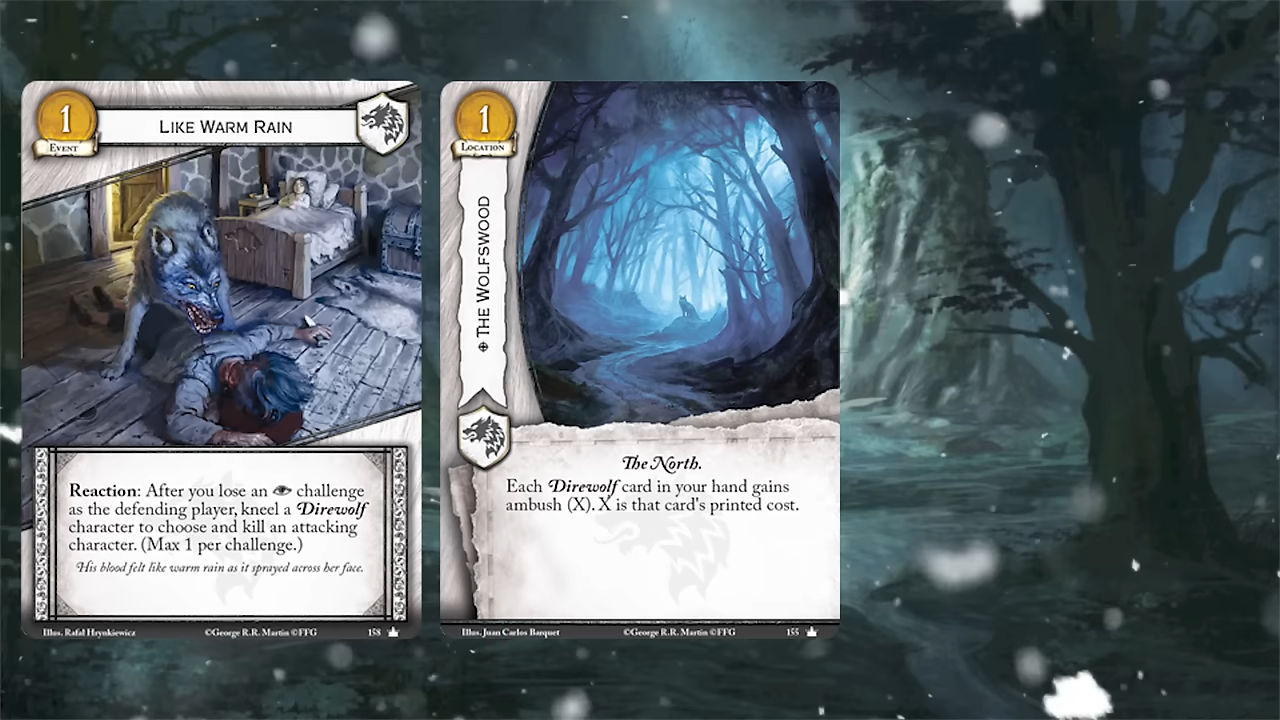 1
EVENT
LIKE WARM RAIN
Reaction: After you lose an challenge
as the defending player, kneel a Direwolf
character to choose and kill an attacking
character. (Max 1 per challenge.)
His blood felt like warm rain as it sprayed across her face.
Illus. Rafał Hrynkiewicz ©George R.R. Martin ©FFG 158
1
LOCATION
THE WOLFSWOOD
The North.
Each Direwolf card in your hand gains
ambush (X). X is that card's printed cost.
Illus. Juan Carlos Barquet ©George R.R. Martin ©FFG 155